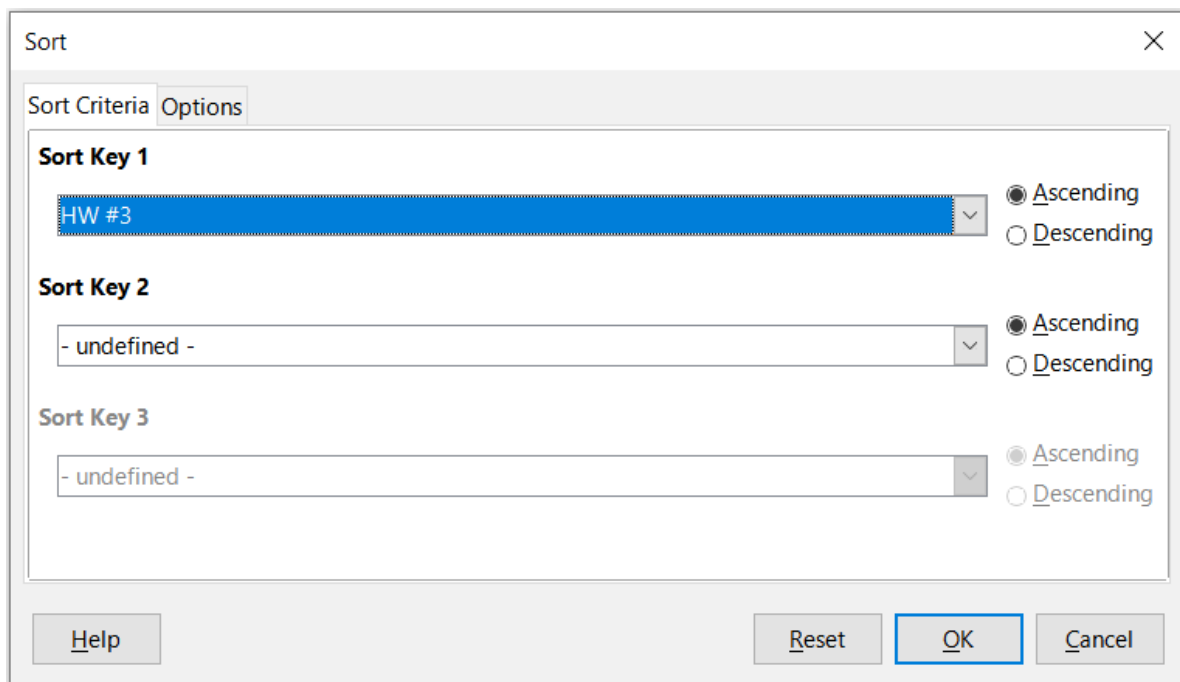 Sort
Sort Criteria Options
Sort Key 1
HW #3
Ascending
Descending
Sort Key 2
- undefined -
Ascending
Descending
Sort Key 3
- undefined -
Ascending
Descending
Help Reset OK Cancel